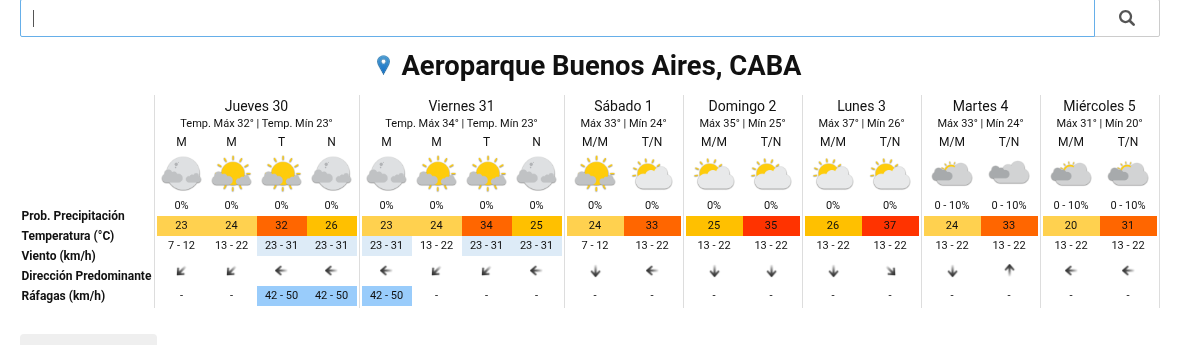 Aeroparque Buenos Aires, CABA
Jueves 30 Viernes 31 Sábado 1 Domingo 2 Lunes 3 Martes 4 Miércoles 5
Temp. Máx 32° | Temp. Mín 23° Temp. Máx 34° | Temp. Mín 23° Máx 33° | Mín 24° Máx 35° | Mín 25° Máx 37° | Mín 26° Máx 33° | Mín 24° Máx 31° | Mín 20°
M M T N M M T N M/M T/N M/M T/N M/M T/N M/M T/N M/M T/N
Prob. Precipitación 0% 0% 0% 0% 0% 0% 0% 0% 0% 0% 0% 0% 0% 0% 0 - 10% 0 - 10% 0 - 10% 0 - 10%
Temperatura (°C) 23 24 32 26 23 24 34 25 24 33 25 35 26 37 24 33 20 31
Viento (km/h) 7 - 12 13 - 22 23 - 31 23 - 31 23 - 31 13 - 22 23 - 31 23 - 31 7 - 12 13 - 22 13 - 22 13 - 22 13 - 22 13 - 22 13 - 22 13 - 22 13 - 22 13 - 22
Dirección Predominante
Ráfagas (km/h) - - 42 - 50 42 - 50 42 - 50 - - - - - - - - - - - - -